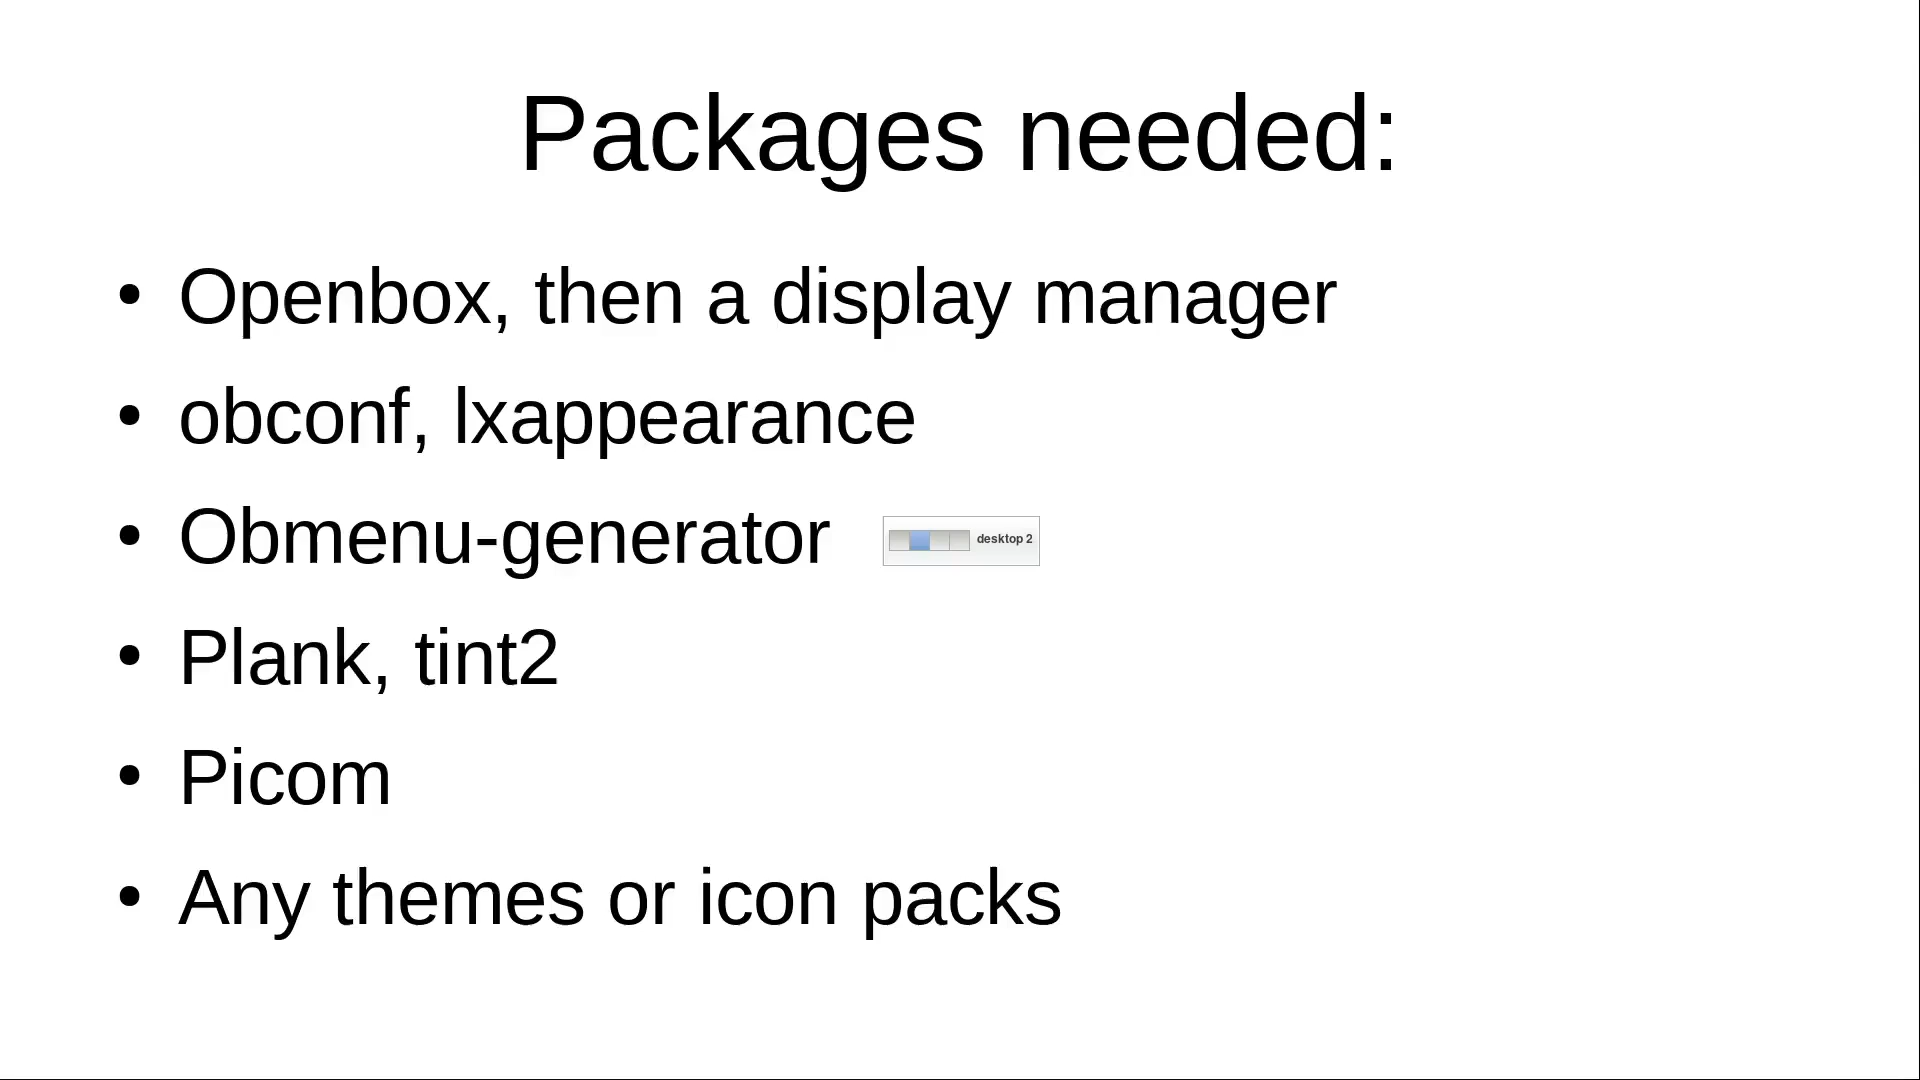 Packages needed:
• Openbox, then a display manager
• obconf, lxappearance
• Obmenu-generator
desktop 2
• Plank, tint2
• Picom
• Any themes or icon packs